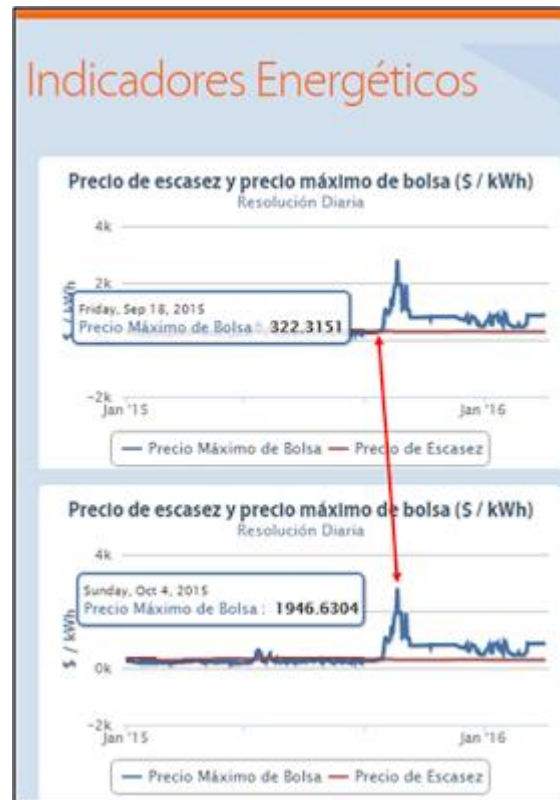 Indicadores Energéticos
Precio de escasez y precio máximo de bolsa ($ / kWh)
Resolución Diaria
4k
2k
$ / kWh
Friday, Sep 18, 2015
Precio Máximo de Bolsa : 322.3151
-2k
Jan '15
Jan '16
Precio Máximo de Bolsa
Precio de Escasez
Precio de escasez y precio máximo de bolsa ($ / kWh)
Resolución Diaria
4k
Sunday, Oct 4, 2015
Precio Máximo de Bolsa : 1946.6304
$ / kWh
0k
-2k
Jan '15
Jan '16
Precio Máximo de Bolsa
Precio de Escasez